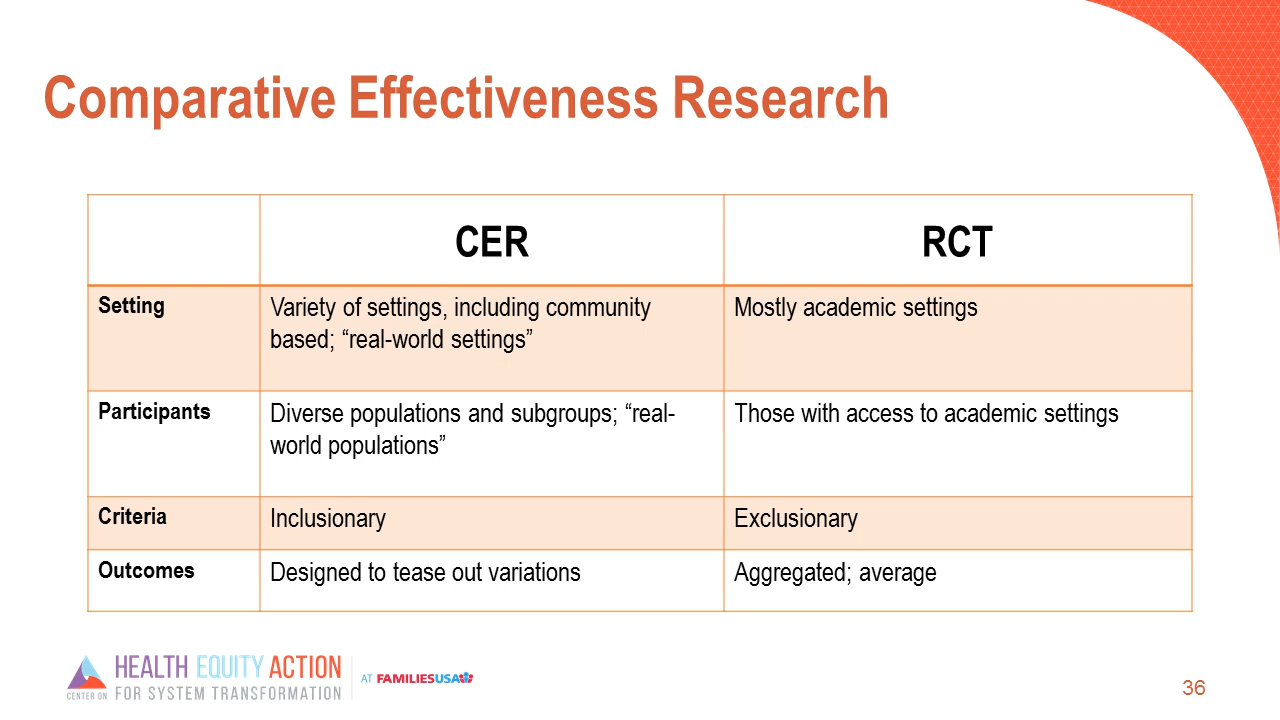 Comparative Effectiveness Research
CER
RCT
Setting
Variety of settings, including community
based; “real-world settings”
Mostly academic settings
Participants
Diverse populations and subgroups; “real-
world populations”
Those with access to academic settings
Criteria
Inclusionary
Exclusionary
Outcomes
Designed to tease out variations
Aggregated; average
HEALTH EQUITY ACTION
CENTER ON FOR SYSTEM TRANSFORMATION
AT FAMILIESUSA
36